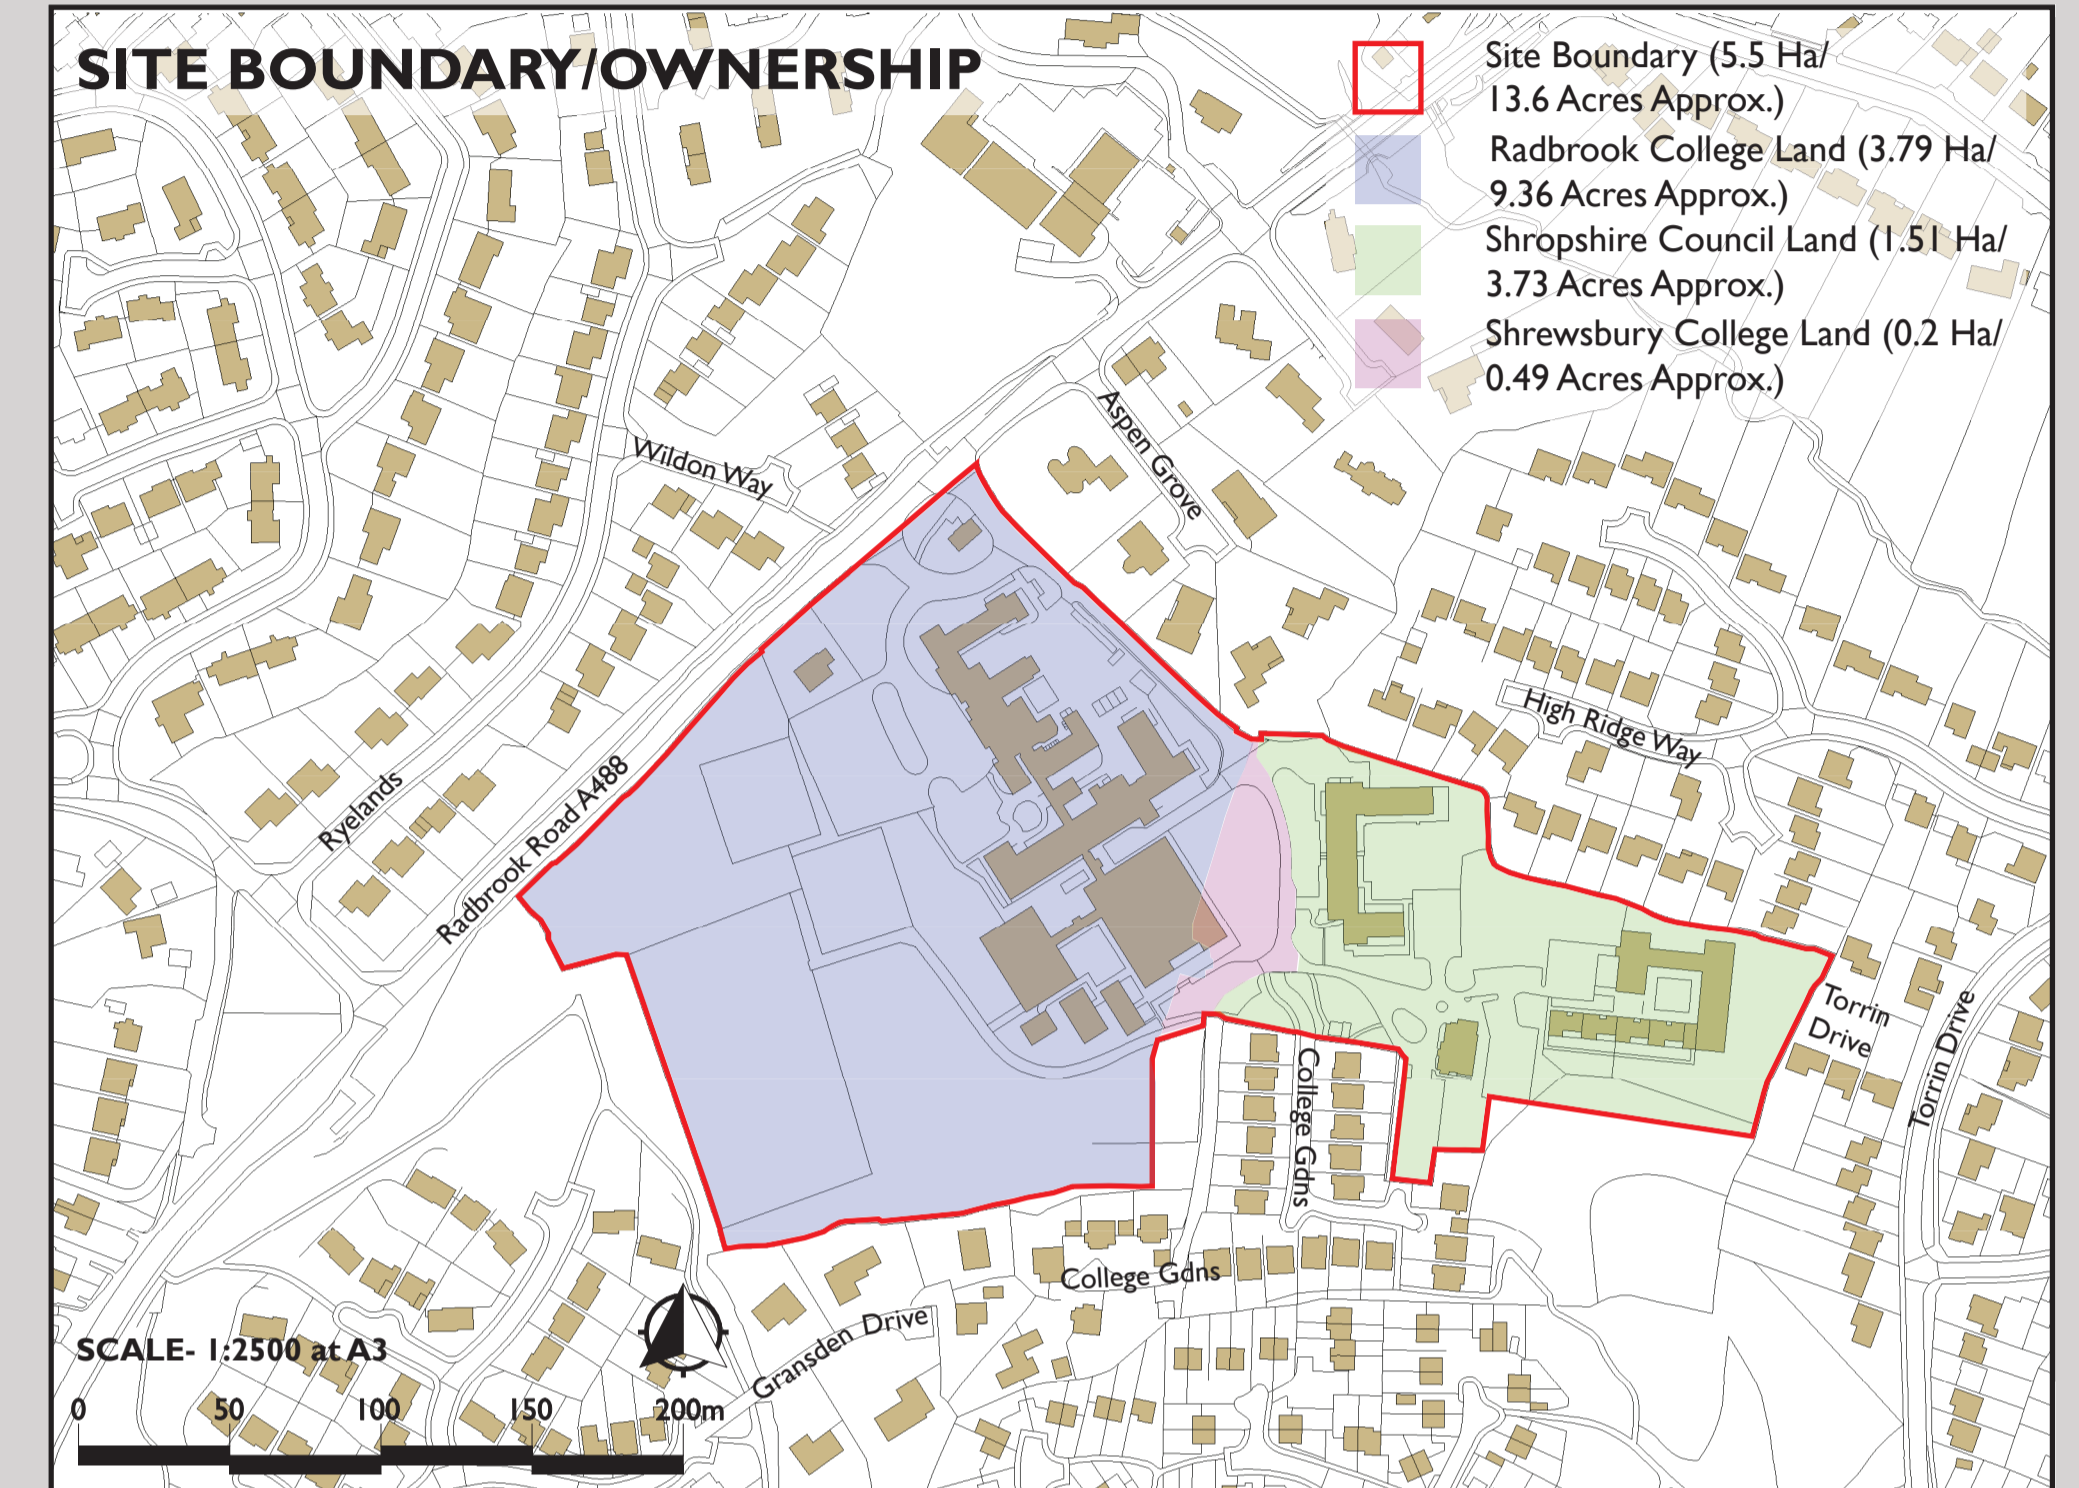 SITE BOUNDARY/OWNERSHIP
Site Boundary (5.5 Ha/
13.6 Acres Approx.)
Radbrook College Land (3.79 Ha/
9.36 Acres Approx.)
Shropshire Council Land (1.51 Ha/
3.73 Acres Approx.)
Shrewsbury College Land (0.2 Ha/
0.49 Acres Approx.)
Aspen Grove
Wildon Way
High Ridge Way
Ryelands
Radbrook Road A488
Torrin
Drive
Torrin Drive
College Gdns
College Gdns
Gransden Drive
SCALE- 1:2500 at A3
0 50 100 150 200m